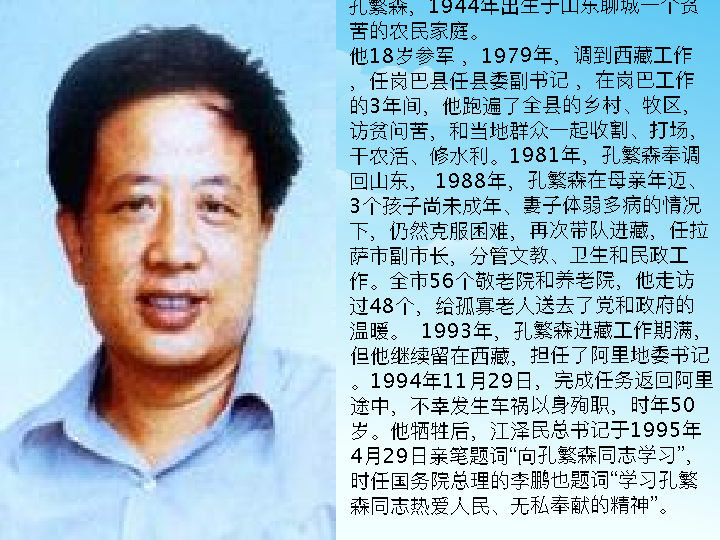 孔繁森，1944年出生于山东聊城一个贫
苦的农民家庭。
他18岁参军 ，1979年，调到西藏工作
，任岗巴县任县委副书记 ，在岗巴工作
的3年间，他跑遍了全县的乡村、牧区，
访贫问苦，和当地群众一起收割、打场，
干农活、修水利。1981年，孔繁森奉调
回山东， 1988年，孔繁森在母亲年迈、
3个孩子尚未成年、妻子体弱多病的情况
下，仍然克服困难，再次带队进藏，任拉
萨市副市长，分管文教、卫生和民政工
作。全市56个敬老院和养老院，他走访
过48个，给孤寡老人送去了党和政府的
温暖。 1993年，孔繁森进藏工作期满，
但他继续留在西藏，担任了阿里地委书记
。1994年11月29日，完成任务返回阿里
途中，不幸发生车祸以身殉职，时年50
岁。他牺牲后，江泽民总书记于1995年
4月29日亲笔题词“向孔繁森同志学习”，
时任国务院总理的李鹏也题词“学习孔繁
森同志热爱人民、无私奉献的精神”。